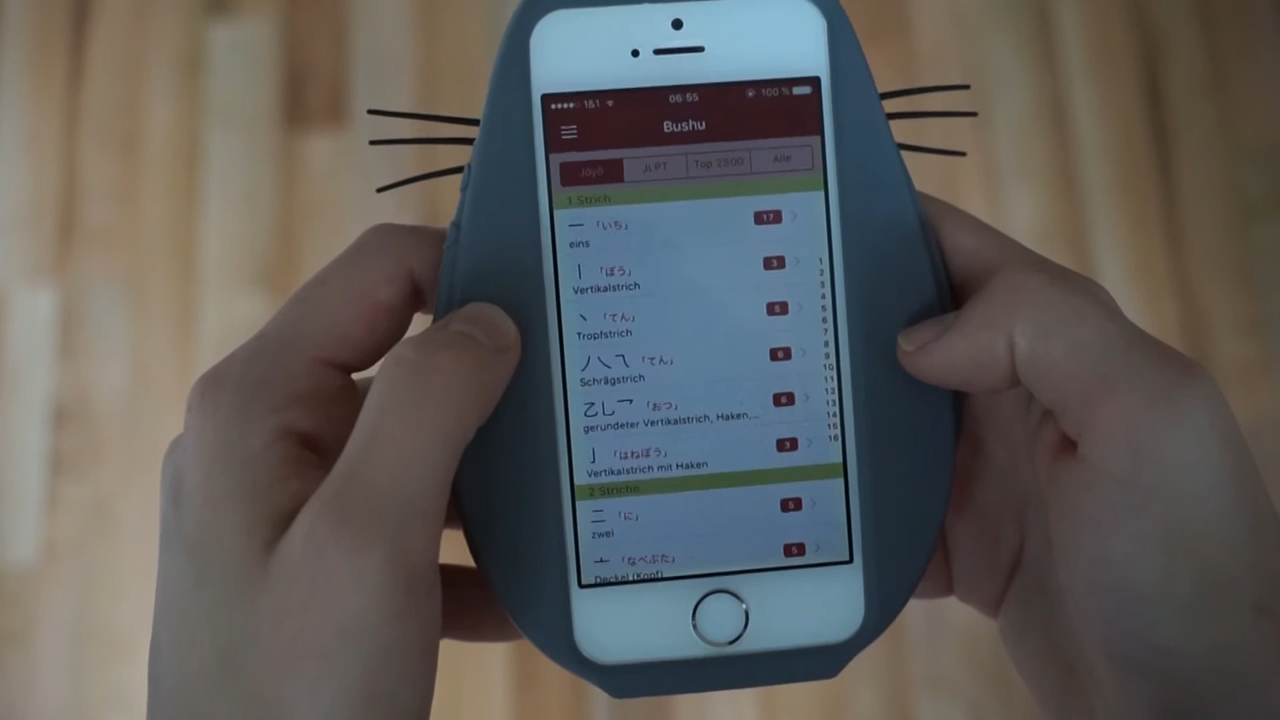 1&1 06:55 100 %
Bushu
Jōyō JLPT Top 2500 Alle
1 Strich
一 「いち」 17
eins
丨 「ぼう」 3
Vertikalstrich
丶 「てん」 5
Tropfstrich
「てん」 6
Schrägstrich
乙乚乛 「おつ」 6
gerundeter Vertikalstrich, Haken,...
亅 「はねぼう」 3
Vertikalstrich mit Haken
2 Striche
二 「に」 5
zwei
亠 「なべぶた」 5
Deckel (Kopf)
1
2
3
4
5
6
7
8
9
10
11
12
13
14
15
16